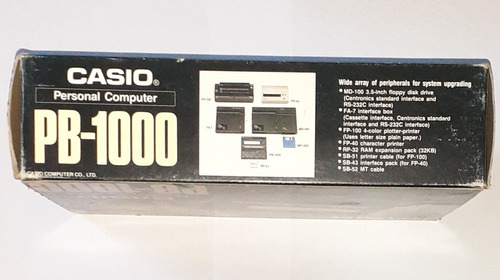 CASIO®
Personal Computer
PB-1000
CASIO COMPUTER CO., LTD.
Wide array of peripherals for system upgrading
• MD-100 3.5-inch floppy disk drive
(Centronics standard interface and
RS-232C interface)
• FA-7 interface box
(Cassette interface, Centronics standard
interface and RS-232C interface)
• FP-100 4-color plotter-printer
(Uses letter size plain paper.)
• FP-40 character printer
• RP-32 RAM expansion pack (32KB)
• SB-51 printer cable (for FP-100)
• SB-43 interface pack (for FP-40)
• SB-52 MT cable